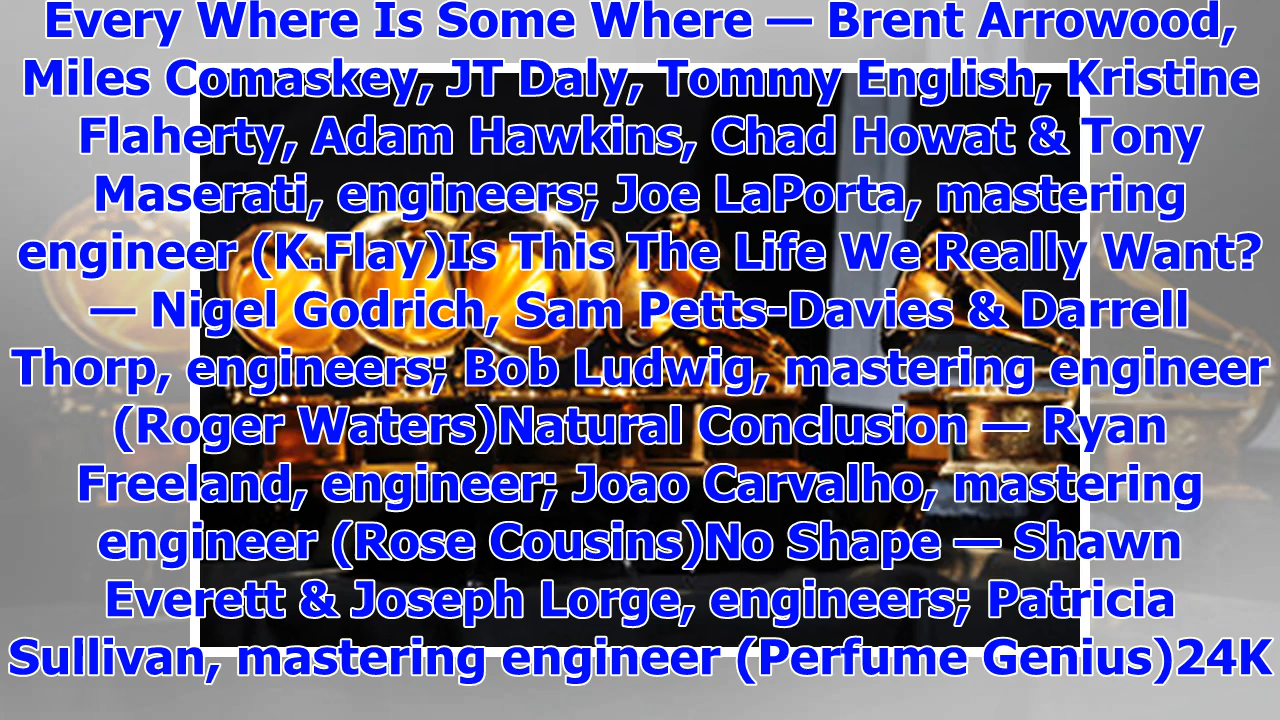 Every Where Is Some Where — Brent Arrowood,
Miles Comaskey, JT Daly, Tommy English, Kristine
Flaherty, Adam Hawkins, Chad Howat & Tony
Maserati, engineers; Joe LaPorta, mastering
engineer (K.Flay)Is This The Life We Really Want?
— Nigel Godrich, Sam Petts-Davies & Darrell
Thorp, engineers; Bob Ludwig, mastering engineer
(Roger Waters)Natural Conclusion — Ryan
Freeland, engineer; Joao Carvalho, mastering
engineer (Rose Cousins)No Shape — Shawn
Everett & Joseph Lorge, engineers; Patricia
Sullivan, mastering engineer (Perfume Genius)24K